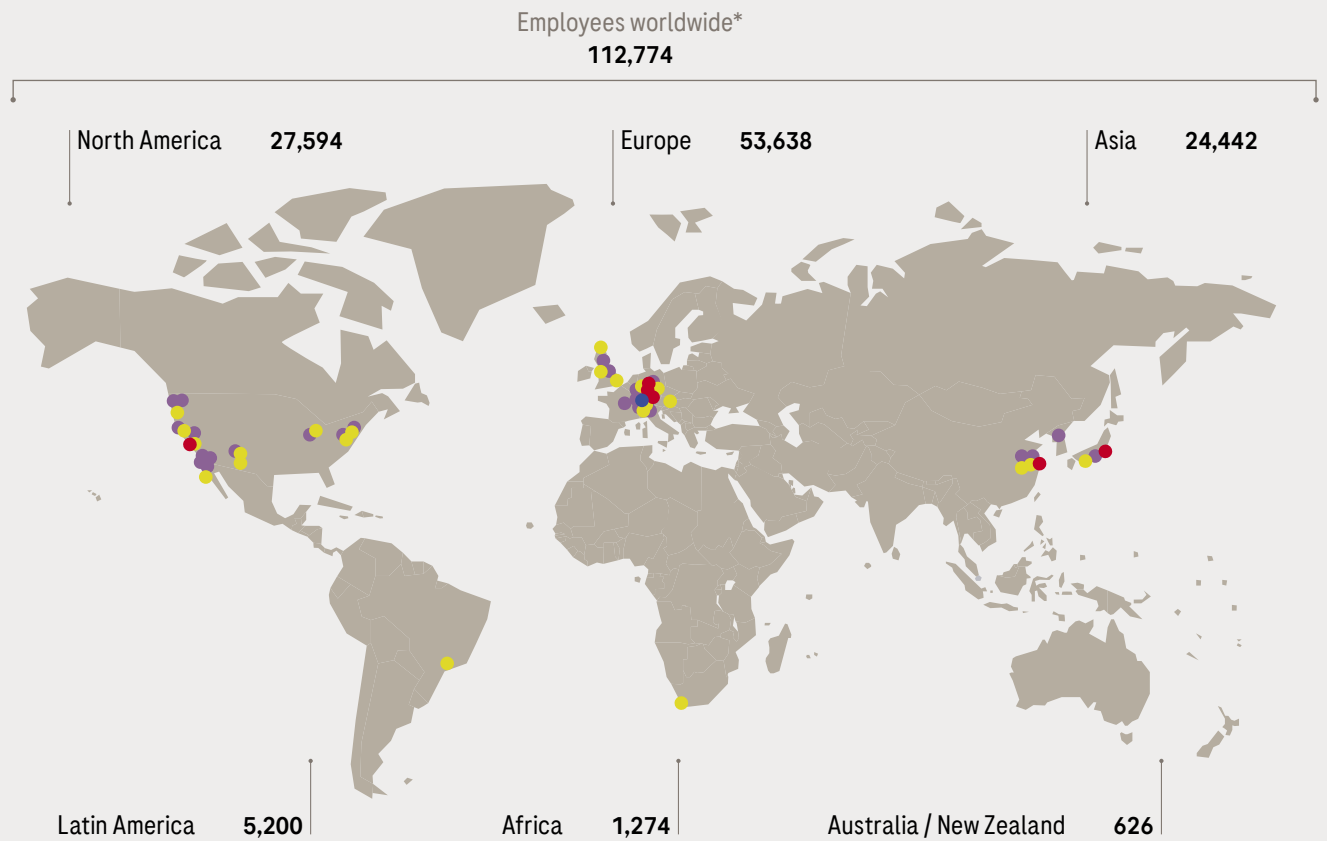 Employees worldwide*
112,774
North America 27,594
Europe 53,638
Asia 24,442
Latin America 5,200
Africa 1,274
Australia / New Zealand 626